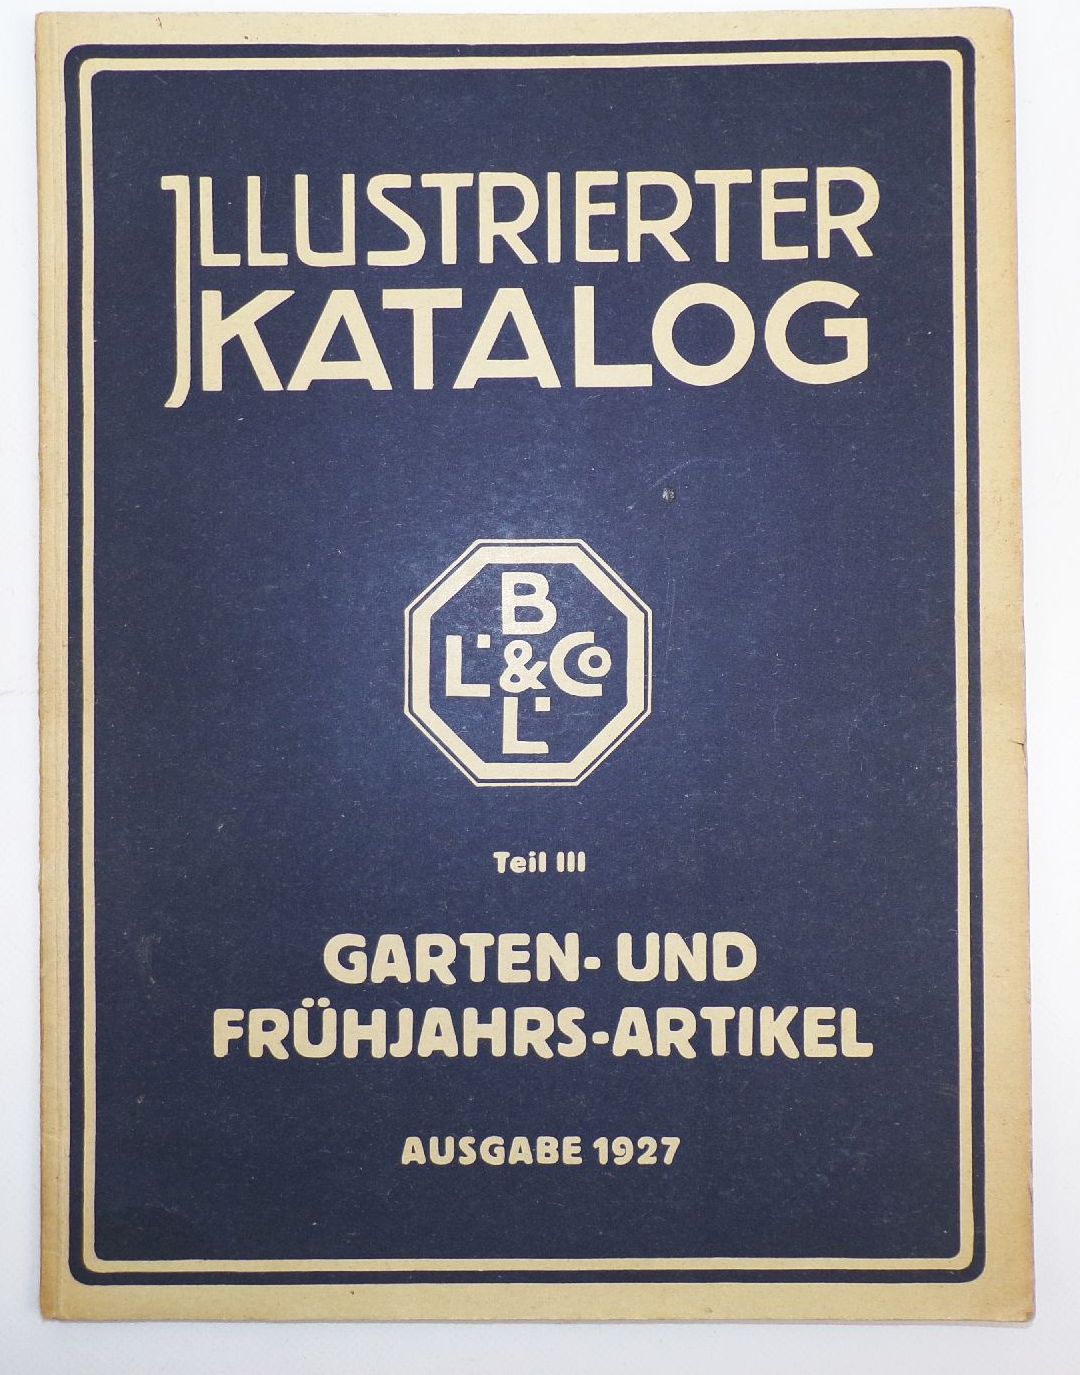 JLLUSTRIERTER
KATALOG
B
L. & Co
L.
Teil III
GARTEN- UND
FRÜHJAHRS-ARTIKEL
AUSGABE 1927